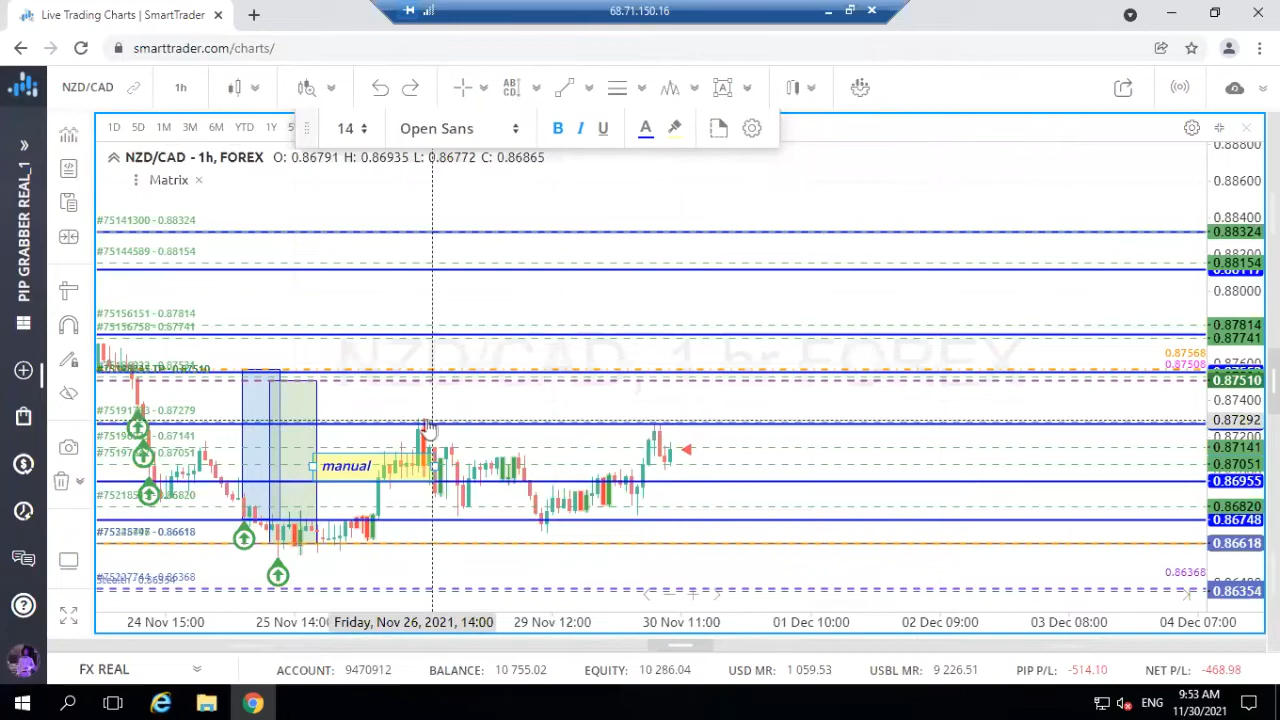 68.71.150.16
Live Trading Charts | SmartTrader
smarttrader.com/charts/
NZD/CAD 1h
14 Open Sans B I U A
1D 5D 1M 3M 6M YTD 1Y
NZD/CAD - 1h, FOREX O: 0.86791 H: 0.86935 L: 0.86772 C: 0.86865
Matrix
PIP GRABBER REAL_1
NZD/CAD, 1 hr, FOREX
#75141300 - 0.88324
#75144589 - 0.88154
#75156151 - 0.87814
#75156758 - 0.87741
0.87279
0.87141
0.87051
0.86820
0.86618
0.86368
manual
0.87568
0.87508
0.86368
0.88800
0.88600
0.88400
0.88324
0.88154
0.88000
0.87814
0.87741
0.87510
0.87400
0.87292
0.87141
0.87051
0.86955
0.86820
0.86748
0.86618
0.86354
24 Nov 15:00 25 Nov 14:00 Friday, Nov 26, 2021, 14:00 29 Nov 12:00 30 Nov 11:00 01 Dec 10:00 02 Dec 09:00 03 Dec 08:00 04 Dec 07:00
FX REAL ACCOUNT: 9470912 BALANCE: 10 755.02 EQUITY: 10 286.04 USD MR: 1 059.53 USBL MR: 9 226.51 PIP P/L: -514.10 NET P/L: -468.98
ENG
9:53 AM
11/30/2021